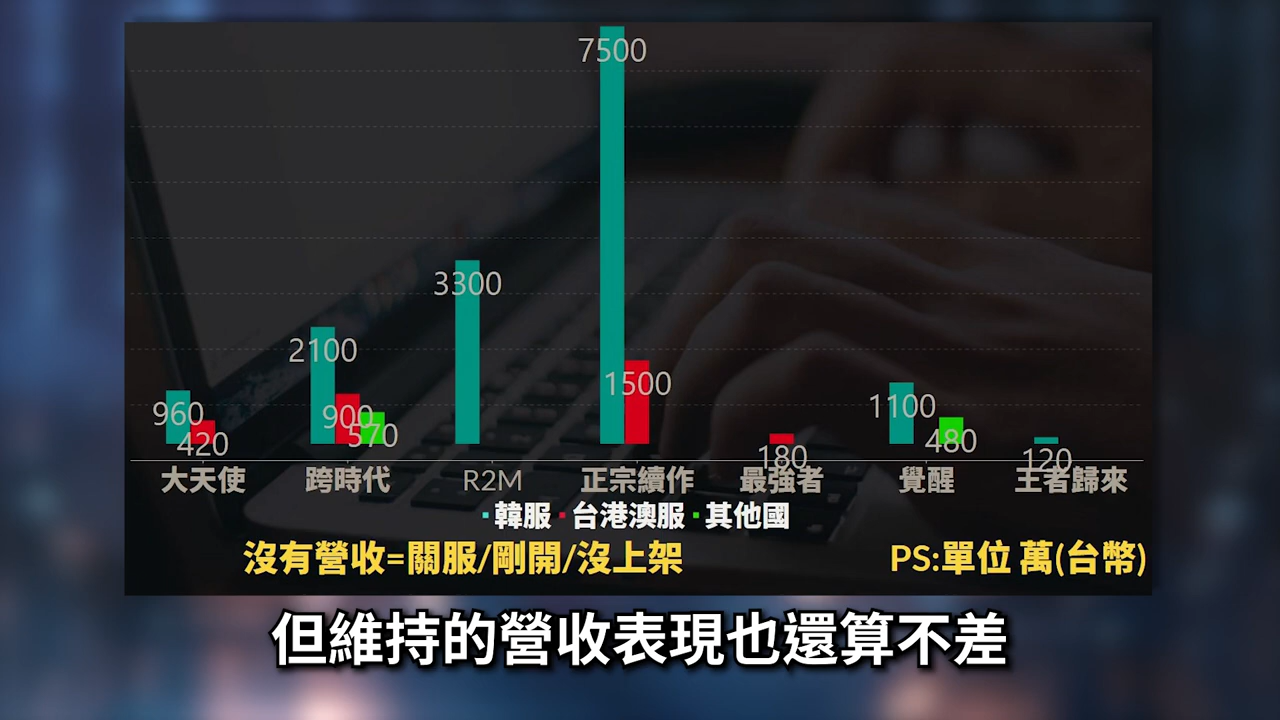 7500
3300
2100
960
900
420
570
1500
180
1100
480
120
大天使
跨時代
R2M
正宗續作
最強者
覺醒
王者歸來
韓服 台港澳服 其他國
沒有營收=關服/剛開/沒上架
PS:單位 萬(台幣)
但維持的營收表現也還算不差